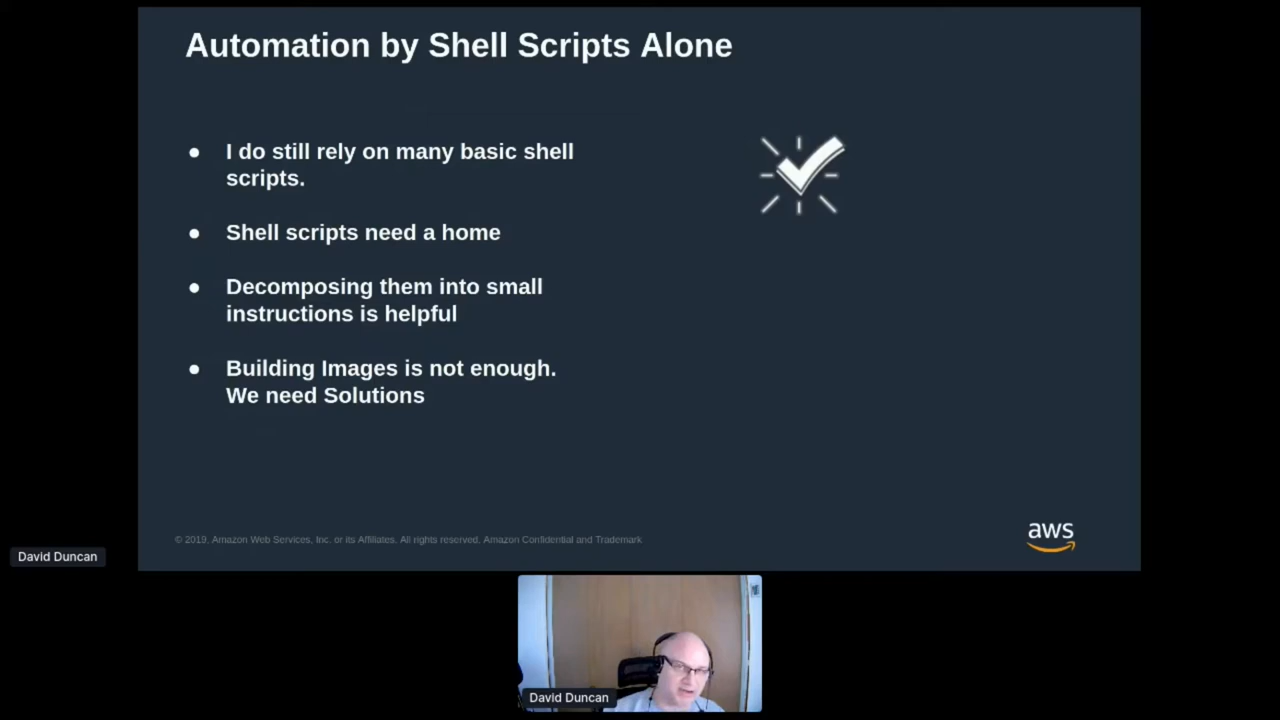 Automation by Shell Scripts Alone
● I do still rely on many basic shell
scripts.
● Shell scripts need a home
● Decomposing them into small
instructions is helpful
● Building Images is not enough.
We need Solutions
© 2019, Amazon Web Services, Inc. or its Affiliates. All rights reserved. Amazon Confidential and Trademark
aws
David Duncan
David Duncan